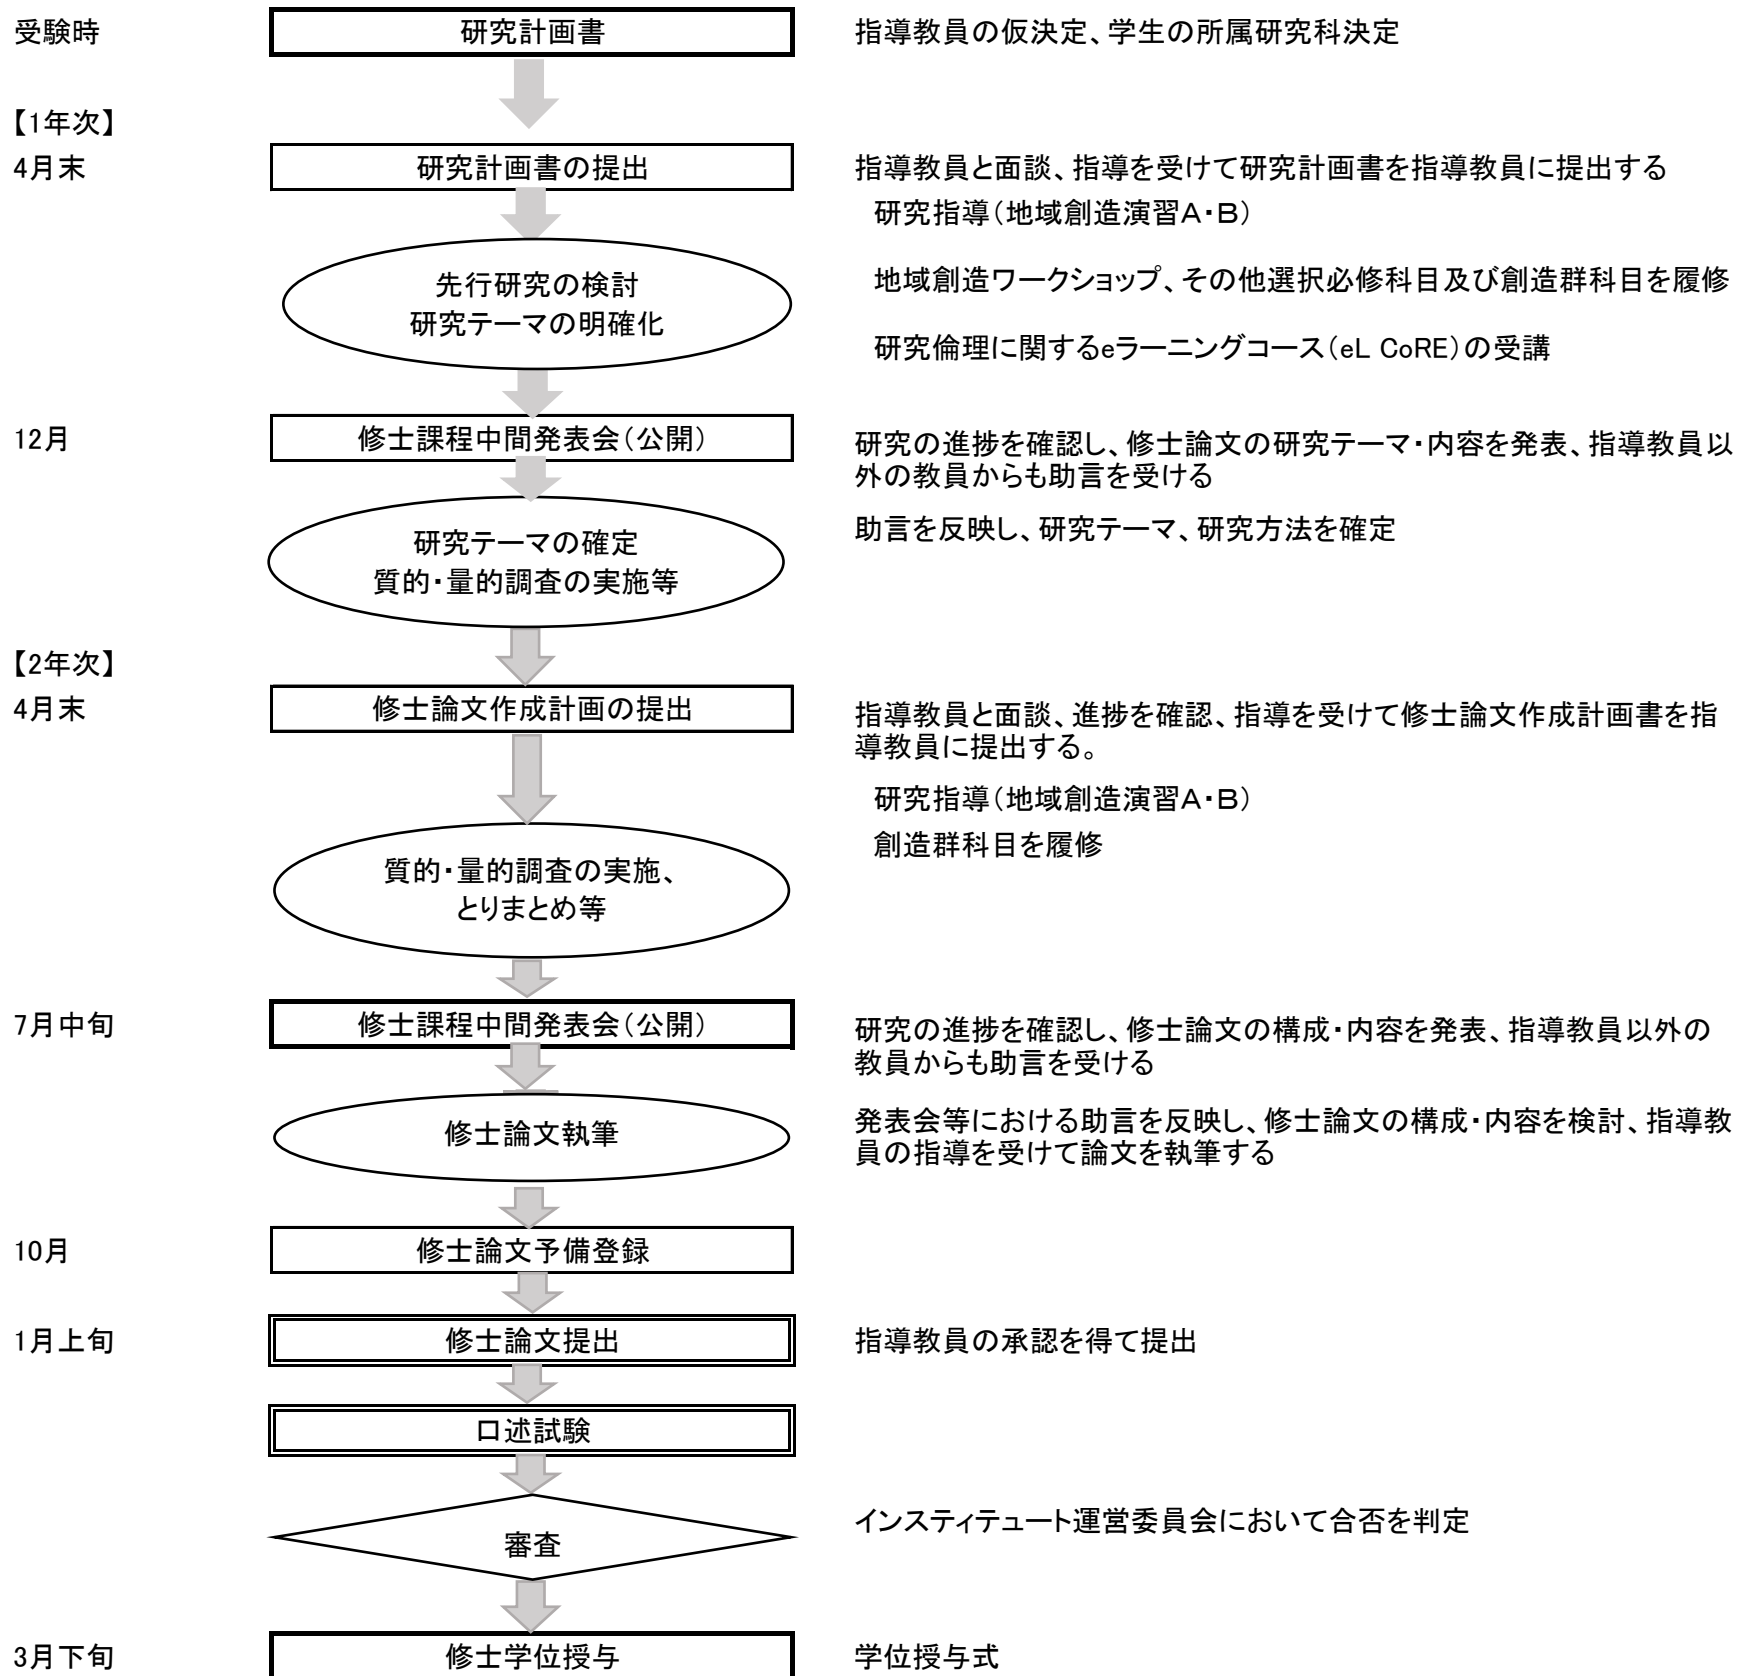 受験時
研究計画書
指導教員の仮決定、学生の所属研究科決定
【1年次】
4月末
研究計画書の提出
指導教員と面談、指導を受けて研究計画書を指導教員に提出する
研究指導（地域創造演習A・B）
先行研究の検討
研究テーマの明確化
地域創造ワークショップ、その他選択必修科目及び創造群科目を履修
研究倫理に関するeラーニングコース（eL CoRE）の受講
12月
修士課程中間発表会（公開）
研究の進捗を確認し、修士論文の研究テーマ・内容を発表、指導教員以
外の教員からも助言を受ける
助言を反映し、研究テーマ、研究方法を確定
研究テーマの確定
質的・量的調査の実施等
【2年次】
4月末
修士論文作成計画の提出
指導教員と面談、進捗を確認、指導を受けて修士論文作成計画書を指
導教員に提出する。
研究指導（地域創造演習A・B）
創造群科目を履修
質的・量的調査の実施、
とりまとめ等
7月中旬
修士課程中間発表会（公開）
研究の進捗を確認し、修士論文の構成・内容を発表、指導教員以外の
教員からも助言を受ける
修士論文執筆
発表会等における助言を反映し、修士論文の構成・内容を検討、指導教
員の指導を受けて論文を執筆する
10月
修士論文予備登録
1月上旬
修士論文提出
指導教員の承認を得て提出
口述試験
審査
インスティテュート運営委員会において合否を判定
3月下旬
修士学位授与
学位授与式